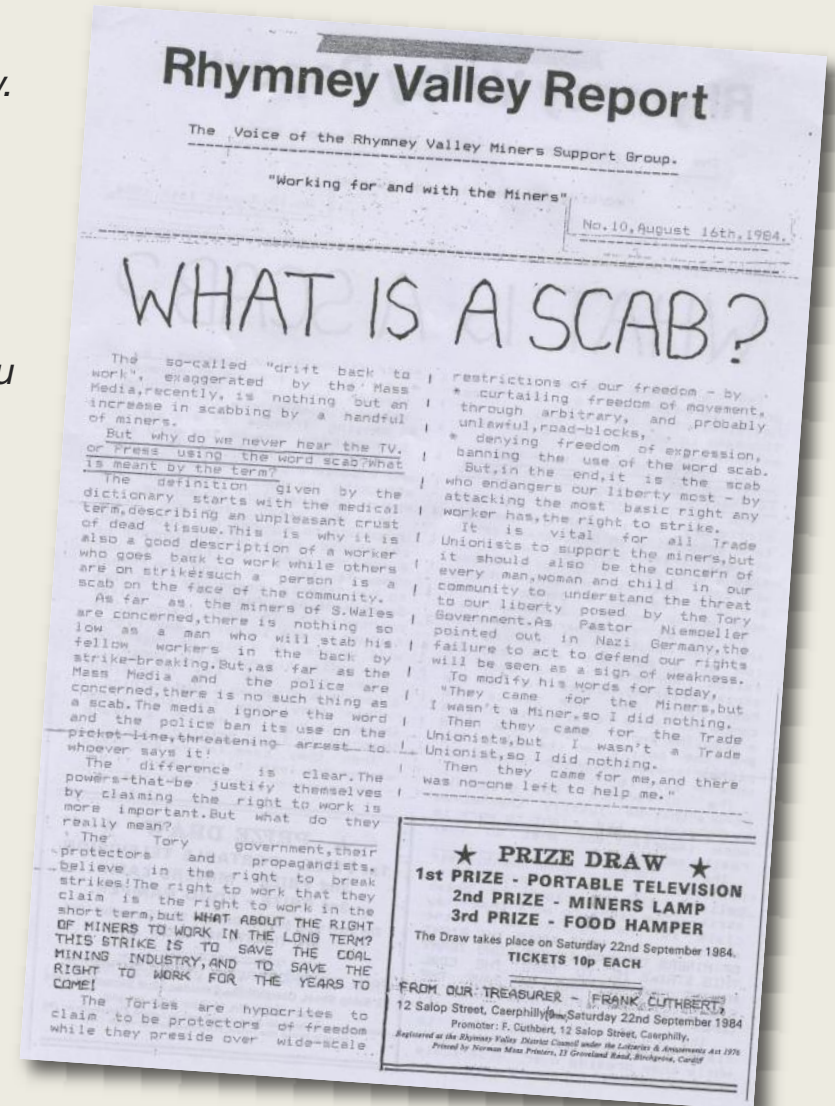 y.
u
Rhymney Valley Report
The Voice of the Rhymney Valley Miners Support Group.
"Working for and with the Miners"
No.10,August 16th,1984.
WHAT IS A SCAB?
The so-called "drift back to
work", exaggerated by the Mass
Media,recently, is nothing but an
increase in scabbing by a handful
of miners.
But why do we never hear the TV.
or Press using the word scab?What
is meant by the term?
The definition given by the
dictionary starts with the medical
term,describing an unpleasant crust
of dead tissue.This is why it is
also a good description of a worker
who goes back to work while others
are on strike:such a person is a
scab on the face of the community.
As far as the miners of S.Wales
are concerned,there is nothing so
low as a man who will stab his
fellow workers in the back by
strike-breaking.But,as far as the
Mass Media and the police are
concerned,there is no such thing as
a scab.The media ignore the word
and the police ban its use on the
picket-line,threatening arrest to
whoever says it!
The difference is clear.The
powers-that-be justify themselves
by claiming the right to work is
more important.But what do they
really mean?
The Tory government,their
protectors and propagandists,
believe in the right to break
strikes!The right to work that they
claim is the right to work in the
short term,but WHAT ABOUT THE RIGHT
OF MINERS TO WORK IN THE LONG TERM?
THIS STRIKE IS TO SAVE THE COAL
MINING INDUSTRY,AND TO SAVE THE
RIGHT TO WORK FOR THE YEARS TO
COME!
The Tories are hypocrites to
claim to be protectors of freedom
while they preside over wide-scale
restrictions of our freedom - by
* curtailing freedom of movement,
through arbitrary, and probably
unlawful,road-blocks,
* denying freedom of expression,
banning the use of the word scab.
But,in the end,it is the scab
who endangers our liberty most - by
attacking the most basic right any
worker has,the right to strike.
It is vital for all Trade
Unionists to support the miners,but
it should also be the concern of
every man,woman and child in our
community to understand the threat
to our liberty posed by the Tory
Government.As Pastor Niemoeller
pointed out in Nazi Germany,the
failure to act to defend our rights
will be seen as a sign of weakness.
To modify his words for today,
"They came for the Miners,but
I wasn't a Miner,so I did nothing.
Then they came for the Trade
Unionists,but I wasn't a Trade
Unionist,so I did nothing.
Then they came for me,and there
was no-one left to help me."
★ PRIZE DRAW ★
1st PRIZE - PORTABLE TELEVISION
2nd PRIZE - MINERS LAMP
3rd PRIZE - FOOD HAMPER
The Draw takes place on Saturday 22nd September 1984.
TICKETS 10p EACH
FROM OUR TREASURER - FRANK CUTHBERT,
12 Salop Street, Caerphilly Saturday 22nd September 1984
Promoter: F. Cuthbert, 12 Salop Street, Caerphilly,
Registered at the Rhymney Valley District Council under the Lotteries & Amusements Act 1976
Printed by Norman Mass Printers, 13 Groveland Road, Birchgrove, Cardiff